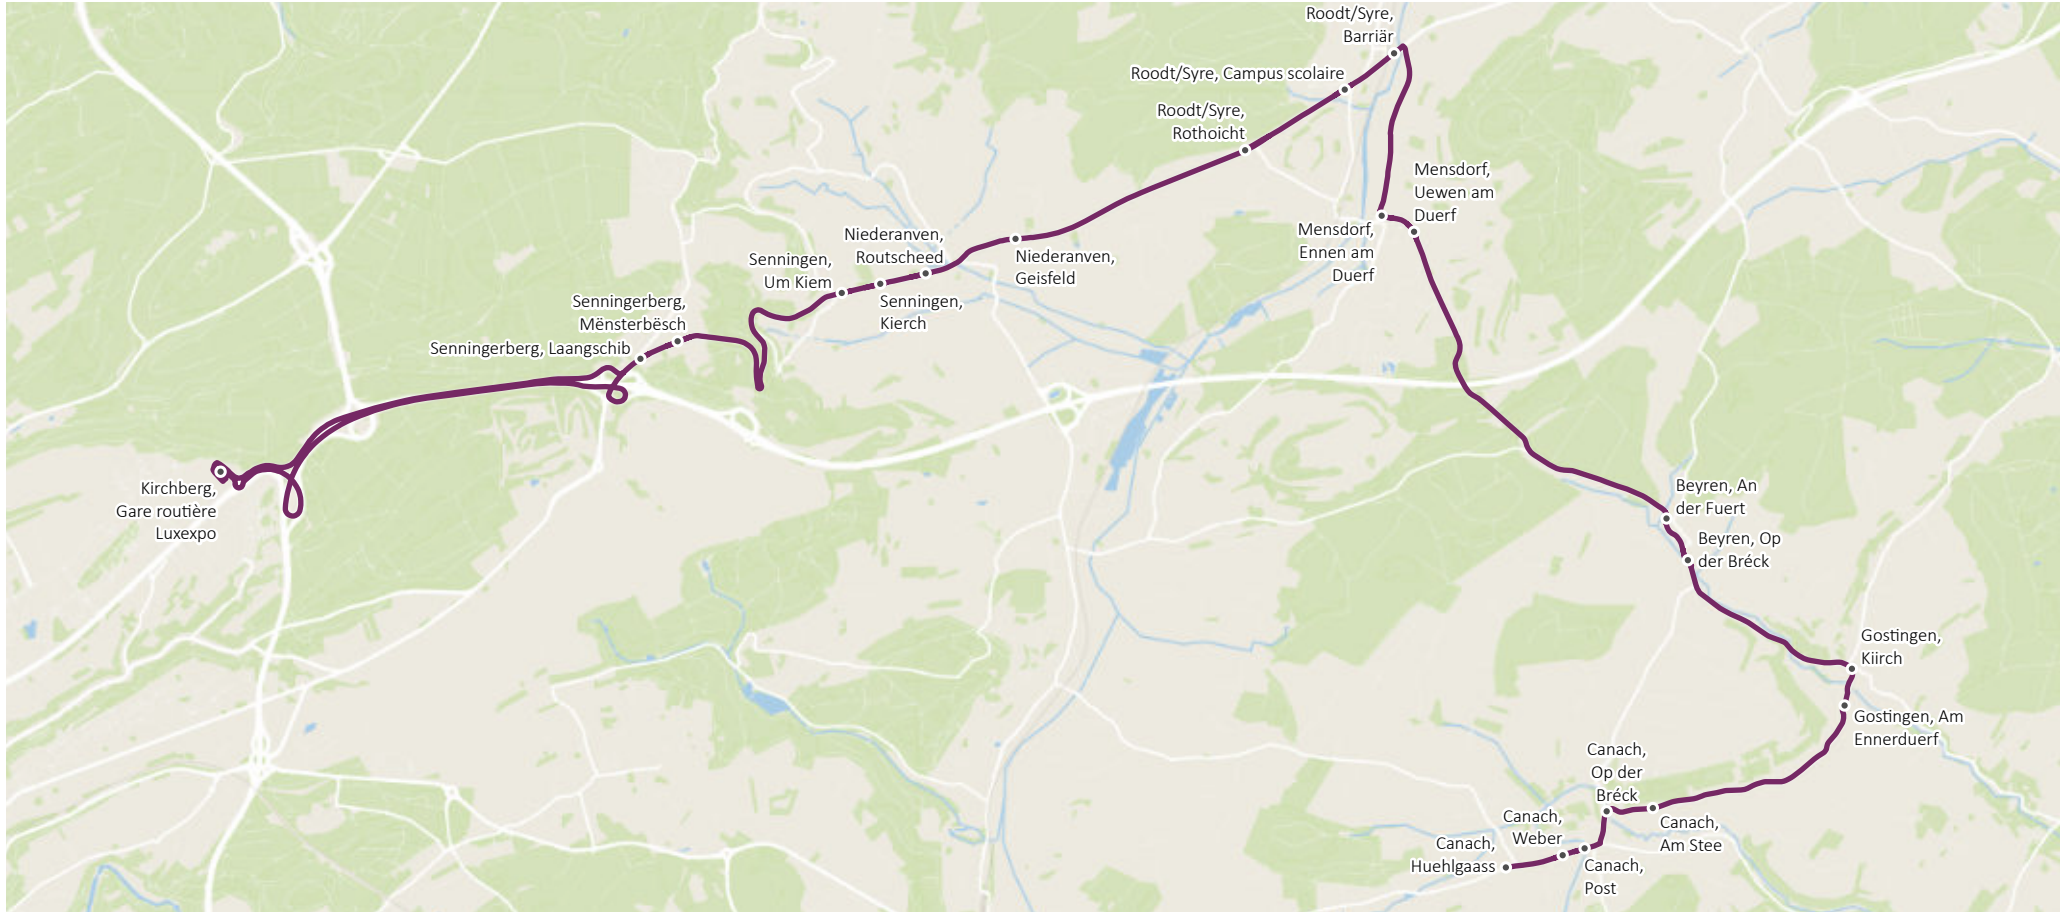 Roodt/Syre,
Barriär
Roodt/Syre, Campus scolaire
Roodt/Syre,
Rothoicht
Mensdorf,
Uewen am
Duerf
Mensdorf,
Ennen am
Duerf
Niederanven,
Routscheed
Niederanven,
Geisfeld
Senningen,
Um Kiem
Senningen,
Kierch
Senningerberg,
Mënsterbësch
Senningerberg, Laangschib
Kirchberg,
Gare routière
Luxexpo
Beyren, An
der Fuert
Beyren, Op
der Bréck
Gostingen,
Kiirch
Gostingen, Am
Ennerduerf
Canach,
Op der
Bréck
Canach,
Am Stee
Canach,
Weber
Canach,
Huehlgaass
Canach,
Post